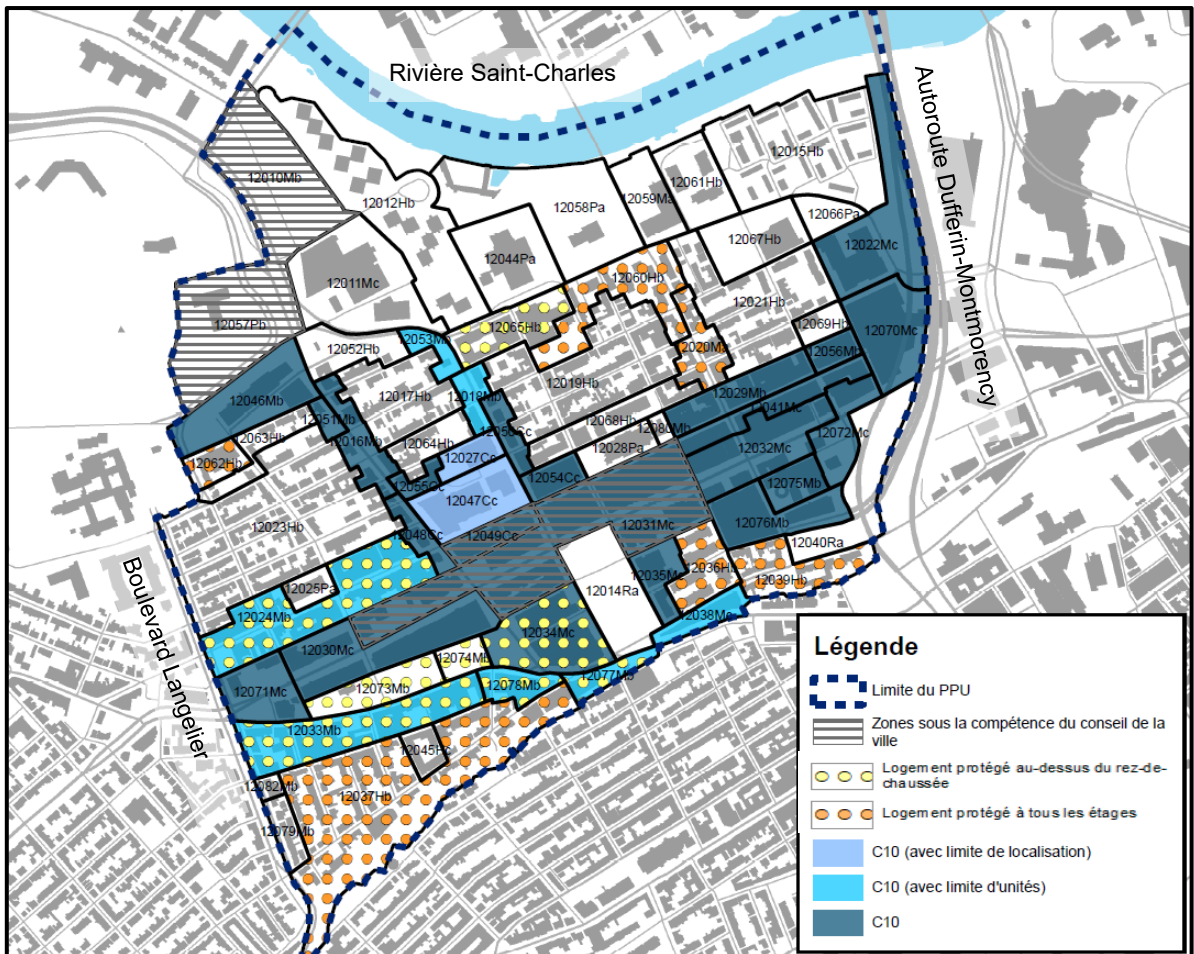 Rivière Saint-Charles
Autoroute Dufferin-Montmorency
12010Mb
12012Hb
12015Hb
12061Hb
12059Ma
12058Pa
12066Pa
12067Hb
12022Mc
12044Pa
12011Mc
12060Hb
12021Hb
12057Pb
12065Hb
12069Hb
12070Mc
12053Mb
12052Hb
12056Mb
12019Hb
12017Hb
12018Mb
12029Mb
12046Mb
12041Mc
12051Mb
12068Hb
12080Mb
12072Mc
12063Hb
12016Mb
12064Hb
12028Pa
12032Mc
12027Cc
12062Hb
12054Cc
12075Mb
12047Cc
12023Hb
12031Mc
12076Mb
12049Cc
12048Cc
12040Ra
12036Hb
12035Mc
12039Hb
12025Pa
12014Ra
Boulevard Langelier
12024Mb
12038Mc
12034Mc
12030Mc
12074Mb
12077Mb
12073Mb
12078Mb
12071Mc
12033Mb
12045Hc
12082Mb
12037Hb
12079Mb
Légende
Limite du PPU
Zones sous la compétence du conseil de la
ville
Logement protégé au-dessus du rez-de-
chaussée
Logement protégé à tous les étages
C10 (avec limite de localisation)
C10 (avec limite d'unités)
C10